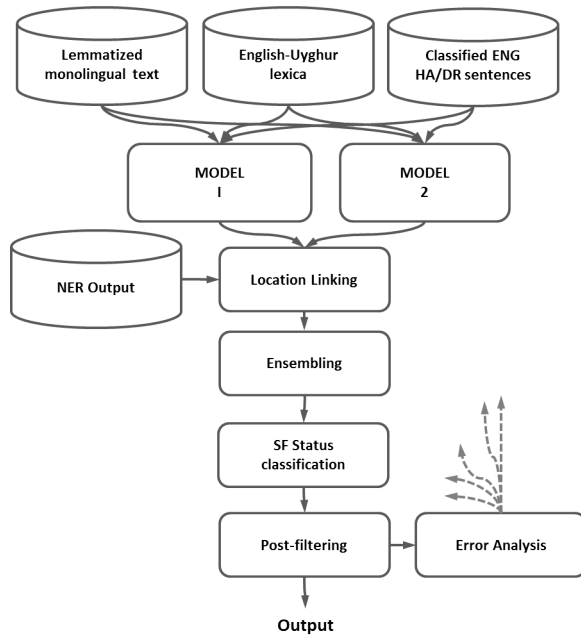 Lemmatized
monolingual text
English-Uyghur
lexica
Classified ENG
HA/DR sentences
MODEL
I
MODEL
2
NER Output
Location Linking
Ensembling
SF Status
classification
Post-filtering
Error Analysis
Output